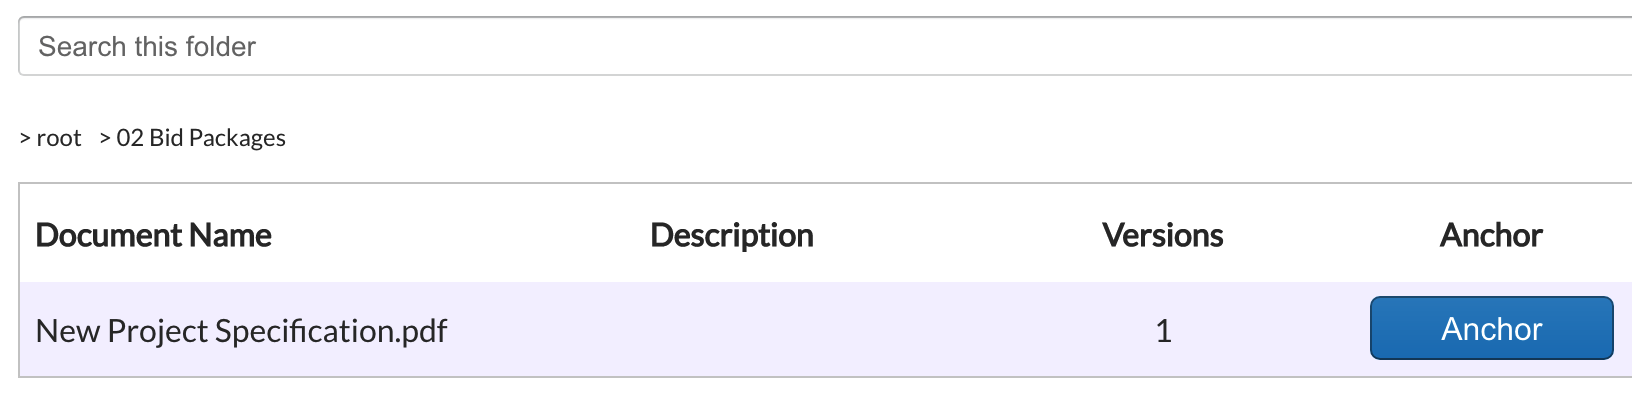 Search this folder
> root > 02 Bid Packages
Document Name Description Versions Anchor
New Project Specification.pdf 1 Anchor